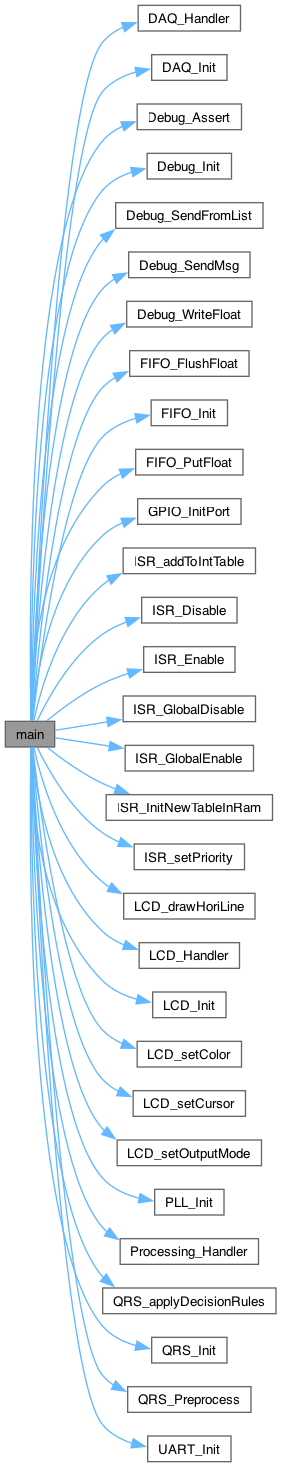 DAQ_Handler
DAQ_Init
Debug_Assert
Debug_Init
Debug_SendFromList
Debug_SendMsg
Debug_WriteFloat
FIFO_FlushFloat
FIFO_Init
FIFO_PutFloat
GPIO_InitPort
ISR_addToIntTable
ISR_Disable
ISR_Enable
ISR_GlobalDisable
main
ISR_GlobalEnable
ISR_InitNewTableInRam
ISR_setPriority
LCD_drawHoriLine
LCD_Handler
LCD_Init
LCD_setColor
LCD_setCursor
LCD_setOutputMode
PLL_Init
Processing_Handler
QRS_applyDecisionRules
QRS_Init
QRS_Preprocess
UART_Init